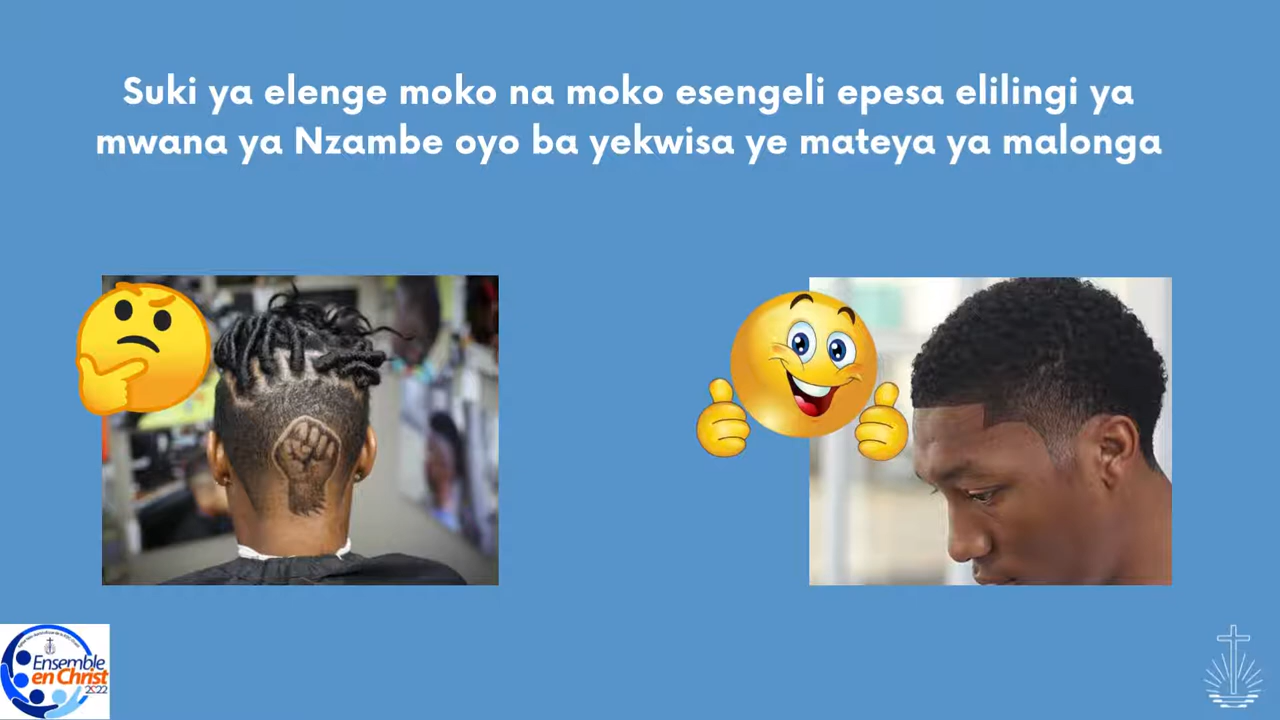 Suki ya elenge moko na moko esengeli epesa elilingi ya
mwana ya Nzambe oyo ba yekwisa ye mateya ya malonga
Ensemble
en Christ
2022